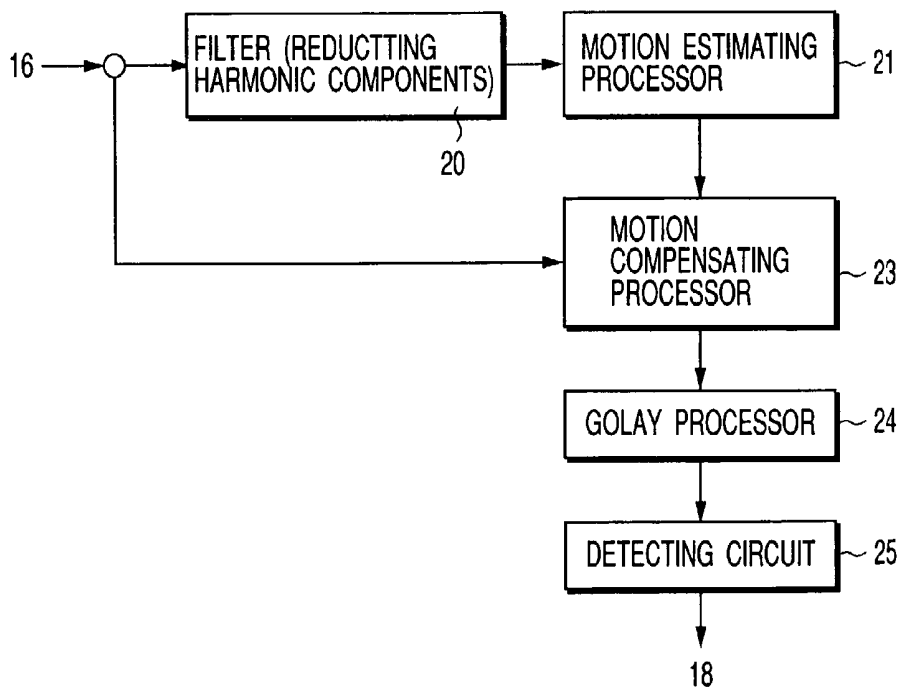 16
FILTER (REDUCTTING
HARMONIC COMPONENTS)
20
MOTION ESTIMATING
PROCESSOR
21
MOTION
COMPENSATING
PROCESSOR
23
GOLAY PROCESSOR
24
DETECTING CIRCUIT
25
18